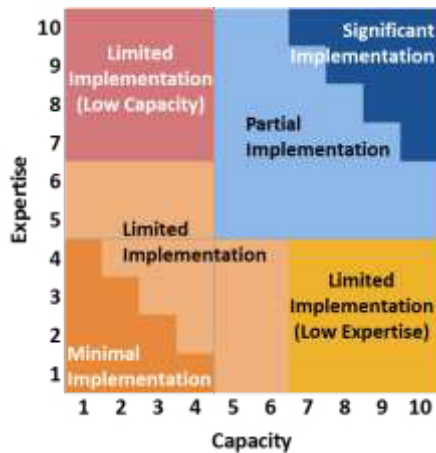 10
9
8
7
6
5
4
3
2
1
Expertise
Limited
Implementation
(Low Capacity)
Significant
Implementation
Partial
Implementation
Limited
Implementation
Limited
Implementation
(Low Expertise)
Minimal
Implementation
1 2 3 4 5 6 7 8 9 10
Capacity